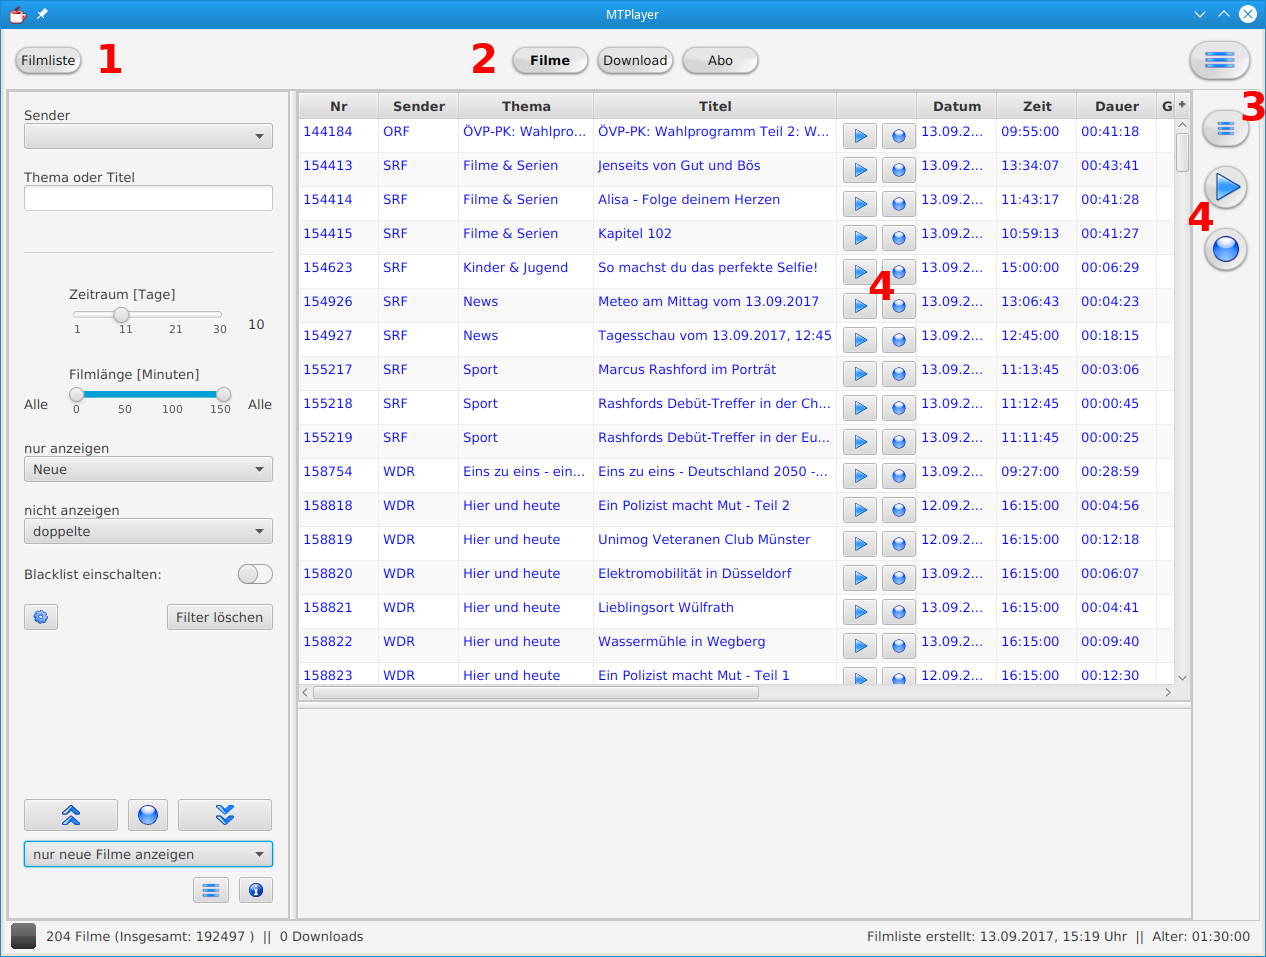 MTPlayer
Filmliste 1 2 Filme Download Abo
3
4
4
Sender
Thema oder Titel
Zeitraum [Tage]
1 11 21 30 10
Filmlänge [Minuten]
Alle 0 50 100 150 Alle
nur anzeigen
Neue
nicht anzeigen
doppelte
Blacklist einschalten:
Filter löschen
nur neue Filme anzeigen
Nr Sender Thema Titel Datum Zeit Dauer G +
144184 ORF ÖVP-PK: Wahlpro... ÖVP-PK: Wahlprogramm Teil 2: W... 13.09.2... 09:55:00 00:41:18
154413 SRF Filme & Serien Jenseits von Gut und Bös 13.09.2... 13:34:07 00:43:41
154414 SRF Filme & Serien Alisa - Folge deinem Herzen 13.09.2... 11:43:17 00:41:28
154415 SRF Filme & Serien Kapitel 102 13.09.2... 10:59:13 00:41:27
154623 SRF Kinder & Jugend So machst du das perfekte Selfie! 13.09.2... 15:00:00 00:06:29
154926 SRF News Meteo am Mittag vom 13.09.2017 13.09.2... 13:06:43 00:04:23
154927 SRF News Tagesschau vom 13.09.2017, 12:45 13.09.2... 12:45:00 00:18:15
155217 SRF Sport Marcus Rashford im Porträt 13.09.2... 11:13:45 00:03:06
155218 SRF Sport Rashfords Debüt-Treffer in der Ch... 13.09.2... 11:12:45 00:00:45
155219 SRF Sport Rashfords Debüt-Treffer in der Eu... 13.09.2... 11:11:45 00:00:25
158754 WDR Eins zu eins - ein... Eins zu eins - Deutschland 2050 -... 13.09.2... 09:27:00 00:28:59
158818 WDR Hier und heute Ein Polizist macht Mut - Teil 2 12.09.2... 16:15:00 00:04:56
158819 WDR Hier und heute Unimog Veteranen Club Münster 12.09.2... 16:15:00 00:12:18
158820 WDR Hier und heute Elektromobilität in Düsseldorf 13.09.2... 16:15:00 00:06:07
158821 WDR Hier und heute Lieblingsort Wülfrath 13.09.2... 16:15:00 00:04:41
158822 WDR Hier und heute Wassermühle in Wegberg 13.09.2... 16:15:00 00:09:40
158823 WDR Hier und heute Ein Polizist macht Mut - Teil 1 12.09.2... 16:15:00 00:12:30
204 Filme (Insgesamt: 192497 ) || 0 Downloads Filmliste erstellt: 13.09.2017, 15:19 Uhr || Alter: 01:30:00